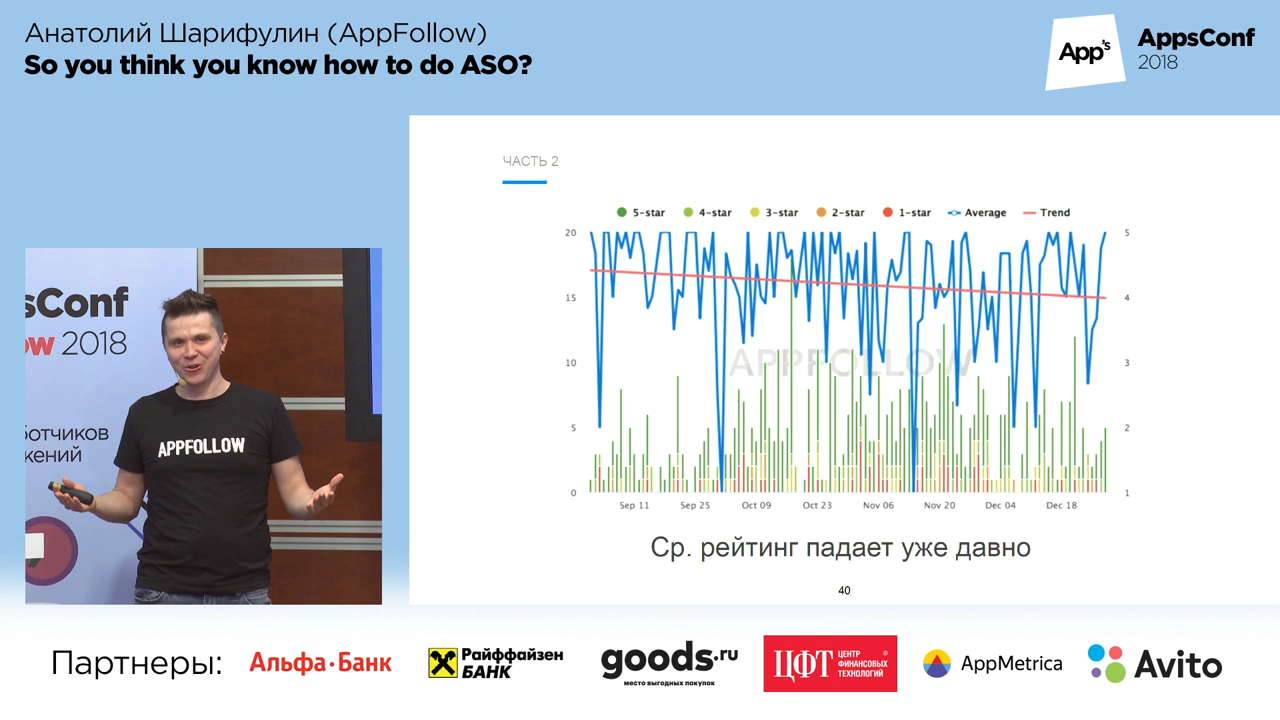 Анатолий Шарифулин (AppFollow)
So you think you know how to do ASO?
App's
AppsConf
2018
sConf
ow 2018
ботчиков
жений
APPFOLLOW
ЧАСТЬ 2
5-star 4-star 3-star 2-star 1-star Average Trend
20 5
15 4
10 3
5 2
0 1
APPFOLLOW
Sep 11 Sep 25 Oct 09 Oct 23 Nov 06 Nov 20 Dec 04 Dec 18
Ср. рейтинг падает уже давно
40
Партнеры:
Альфа·Банк
Райффайзен
БАНК
goods.ru
место выгодных покупок
ЦФТ
ЦЕНТР
ФИНАНСОВЫХ
ТЕХНОЛОГИЙ
®
AppMetrica
Avito